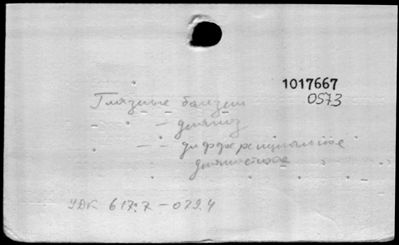 1017667
0573
Глазные болезни
— диагноз
— — дифференциальное
диагностика
УДК 617.7-079.4